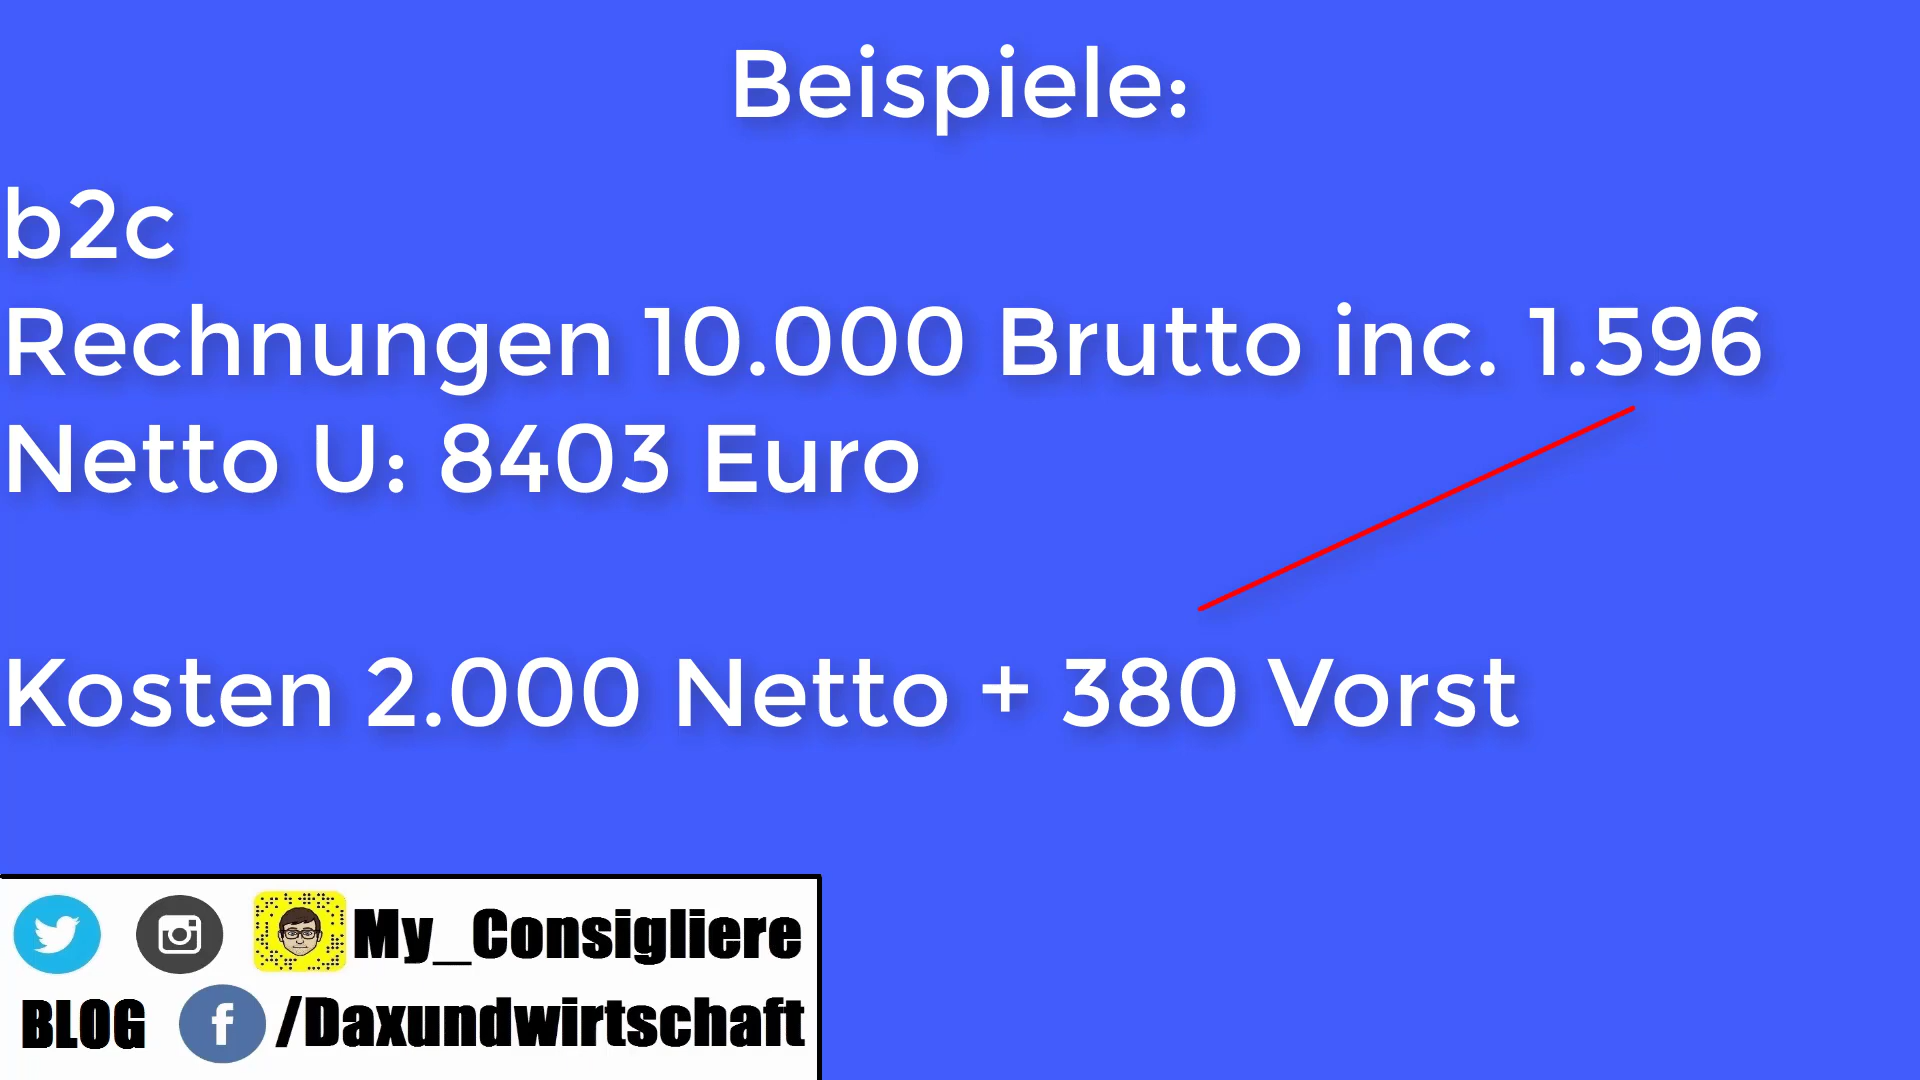 Beispiele:
b2c
Rechnungen 10.000 Brutto inc. 1.596
Netto U: 8403 Euro
Kosten 2.000 Netto + 380 Vorst
My_Consigliere
BLOG f /Daxundwirtschaft